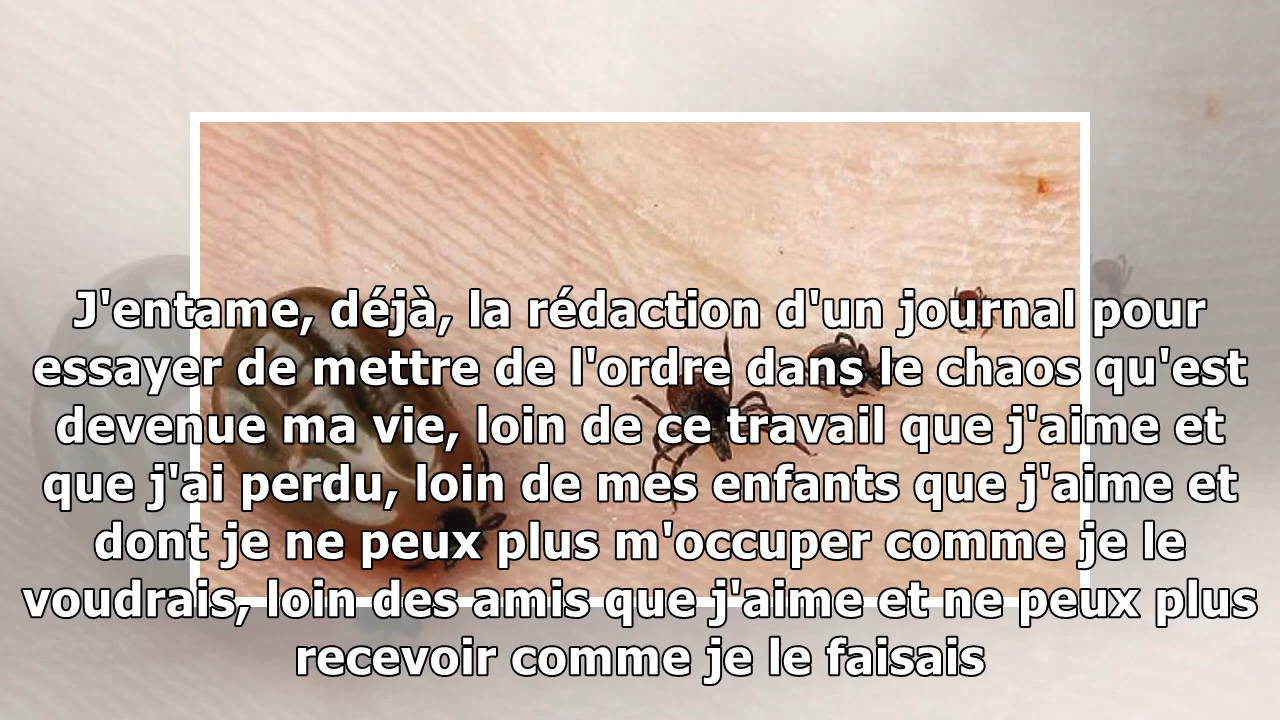 J'entame, déjà, la rédaction d'un journal pour
essayer de mettre de l'ordre dans le chaos qu'est
devenue ma vie, loin de ce travail que j'aime et
que j'ai perdu, loin de mes enfants que j'aime et
dont je ne peux plus m'occuper comme je le
voudrais, loin des amis que j'aime et ne peux plus
recevoir comme je le faisais